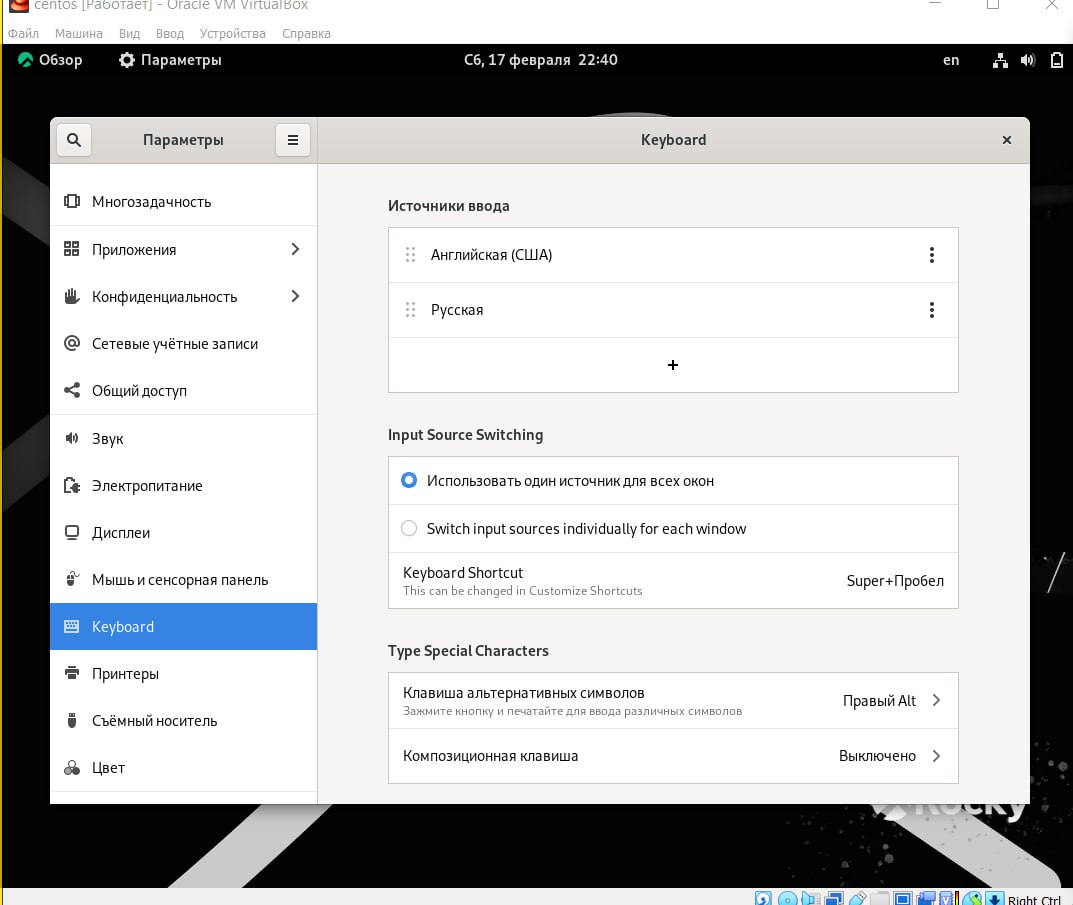 centos [Работает] - Oracle VM VirtualBox
Файл Машина Вид Ввод Устройства Справка
Обзор Параметры Сб, 17 февраля 22:40 en
Параметры Keyboard
Многозадачность
Приложения
Конфиденциальность
Сетевые учётные записи
Общий доступ
Звук
Электропитание
Дисплеи
Мышь и сенсорная панель
Keyboard
Принтеры
Съёмный носитель
Цвет
Источники ввода
Английская (США)
Русская
+
Input Source Switching
Использовать один источник для всех окон
Switch input sources individually for each window
Keyboard Shortcut Super+Пробел
This can be changed in Customize Shortcuts
Type Special Characters
Клавиша альтернативных символов Правый Alt
Зажмите кнопку и печатайте для ввода различных символов
Композиционная клавиша Выключено
Rocky
Right Ctrl